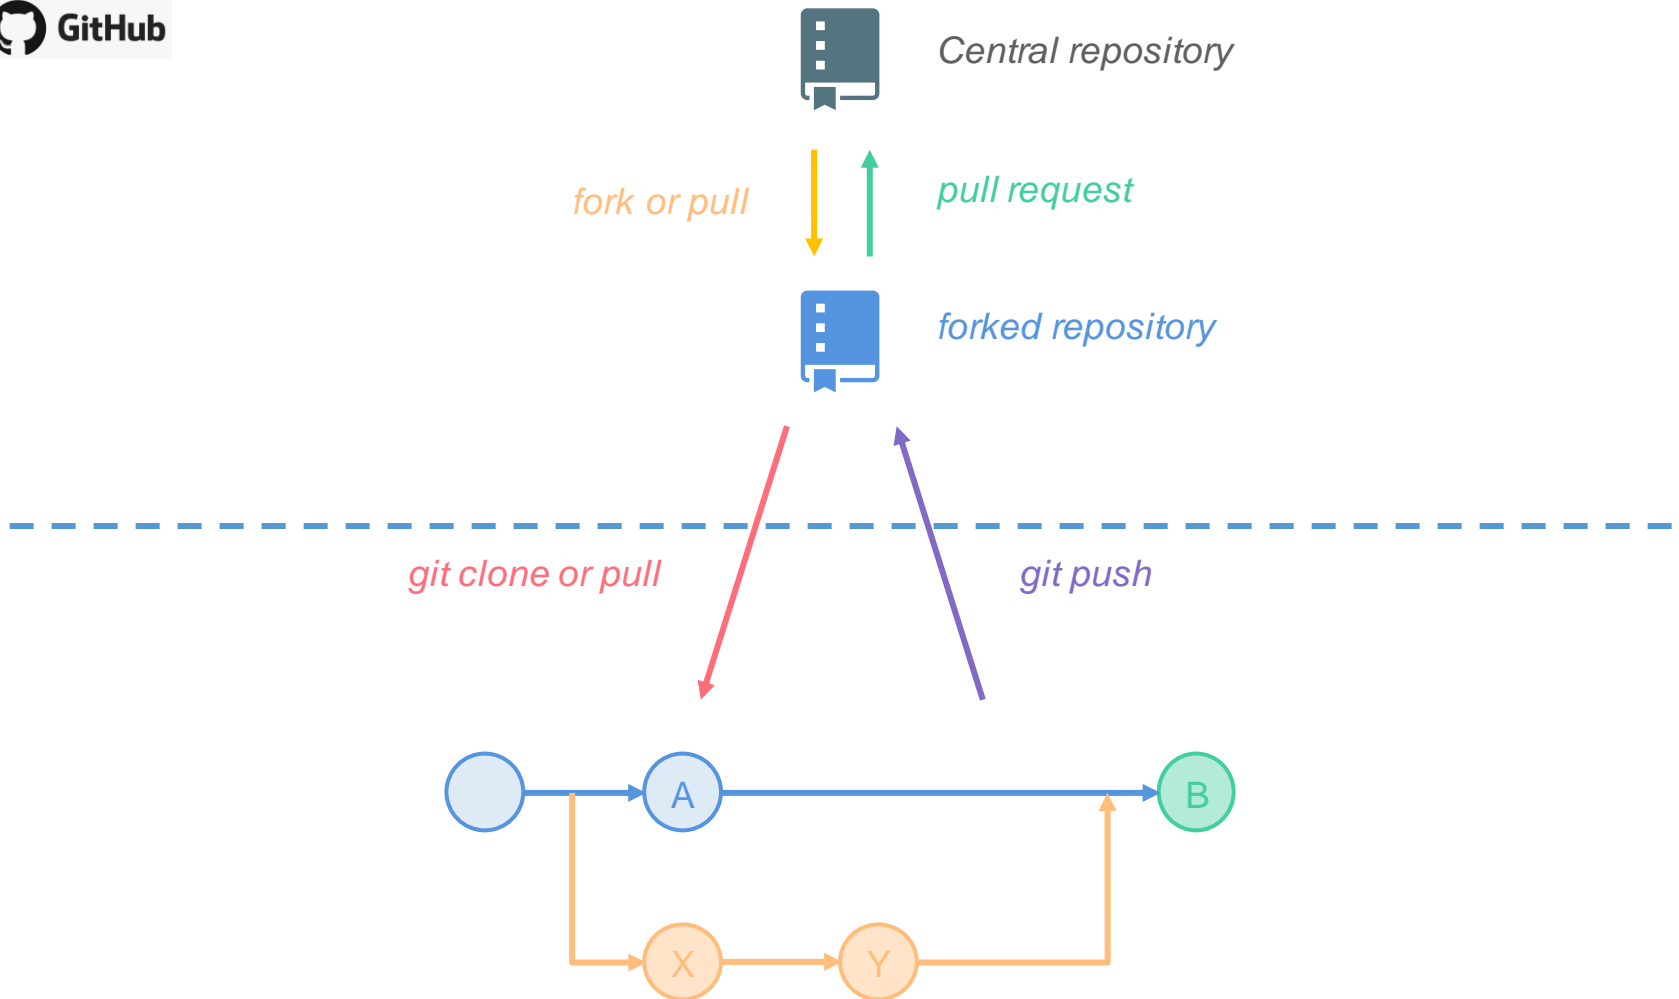 GitHub
Central repository
fork or pull
pull request
forked repository
git clone or pull
git push
A
B
X
Y